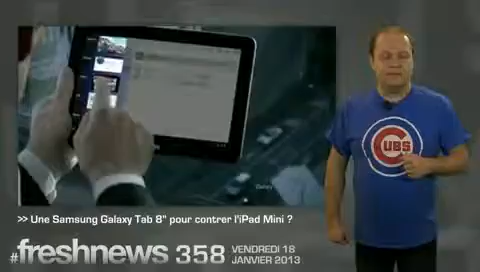 CUBS
>> Une Samsung Galaxy Tab 8" pour contrer l'iPad Mini ?
#freshnews 358
VENDREDI 18
JANVIER 2013